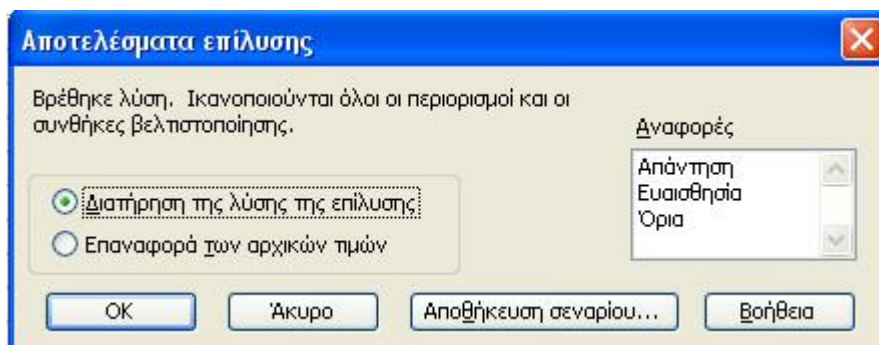 Αποτελέσματα επίλυσης
Βρέθηκε λύση. Ικανοποιούνται όλοι οι περιορισμοί και οι
συνθήκες βελτιστοποίησης.
Αναφορές
Απάντηση
Ευαισθησία
Όρια
Διατήρηση της λύσης της επίλυσης
Επαναφορά των αρχικών τιμών
OK
Άκυρο
Αποθήκευση σεναρίου...
Βοήθεια